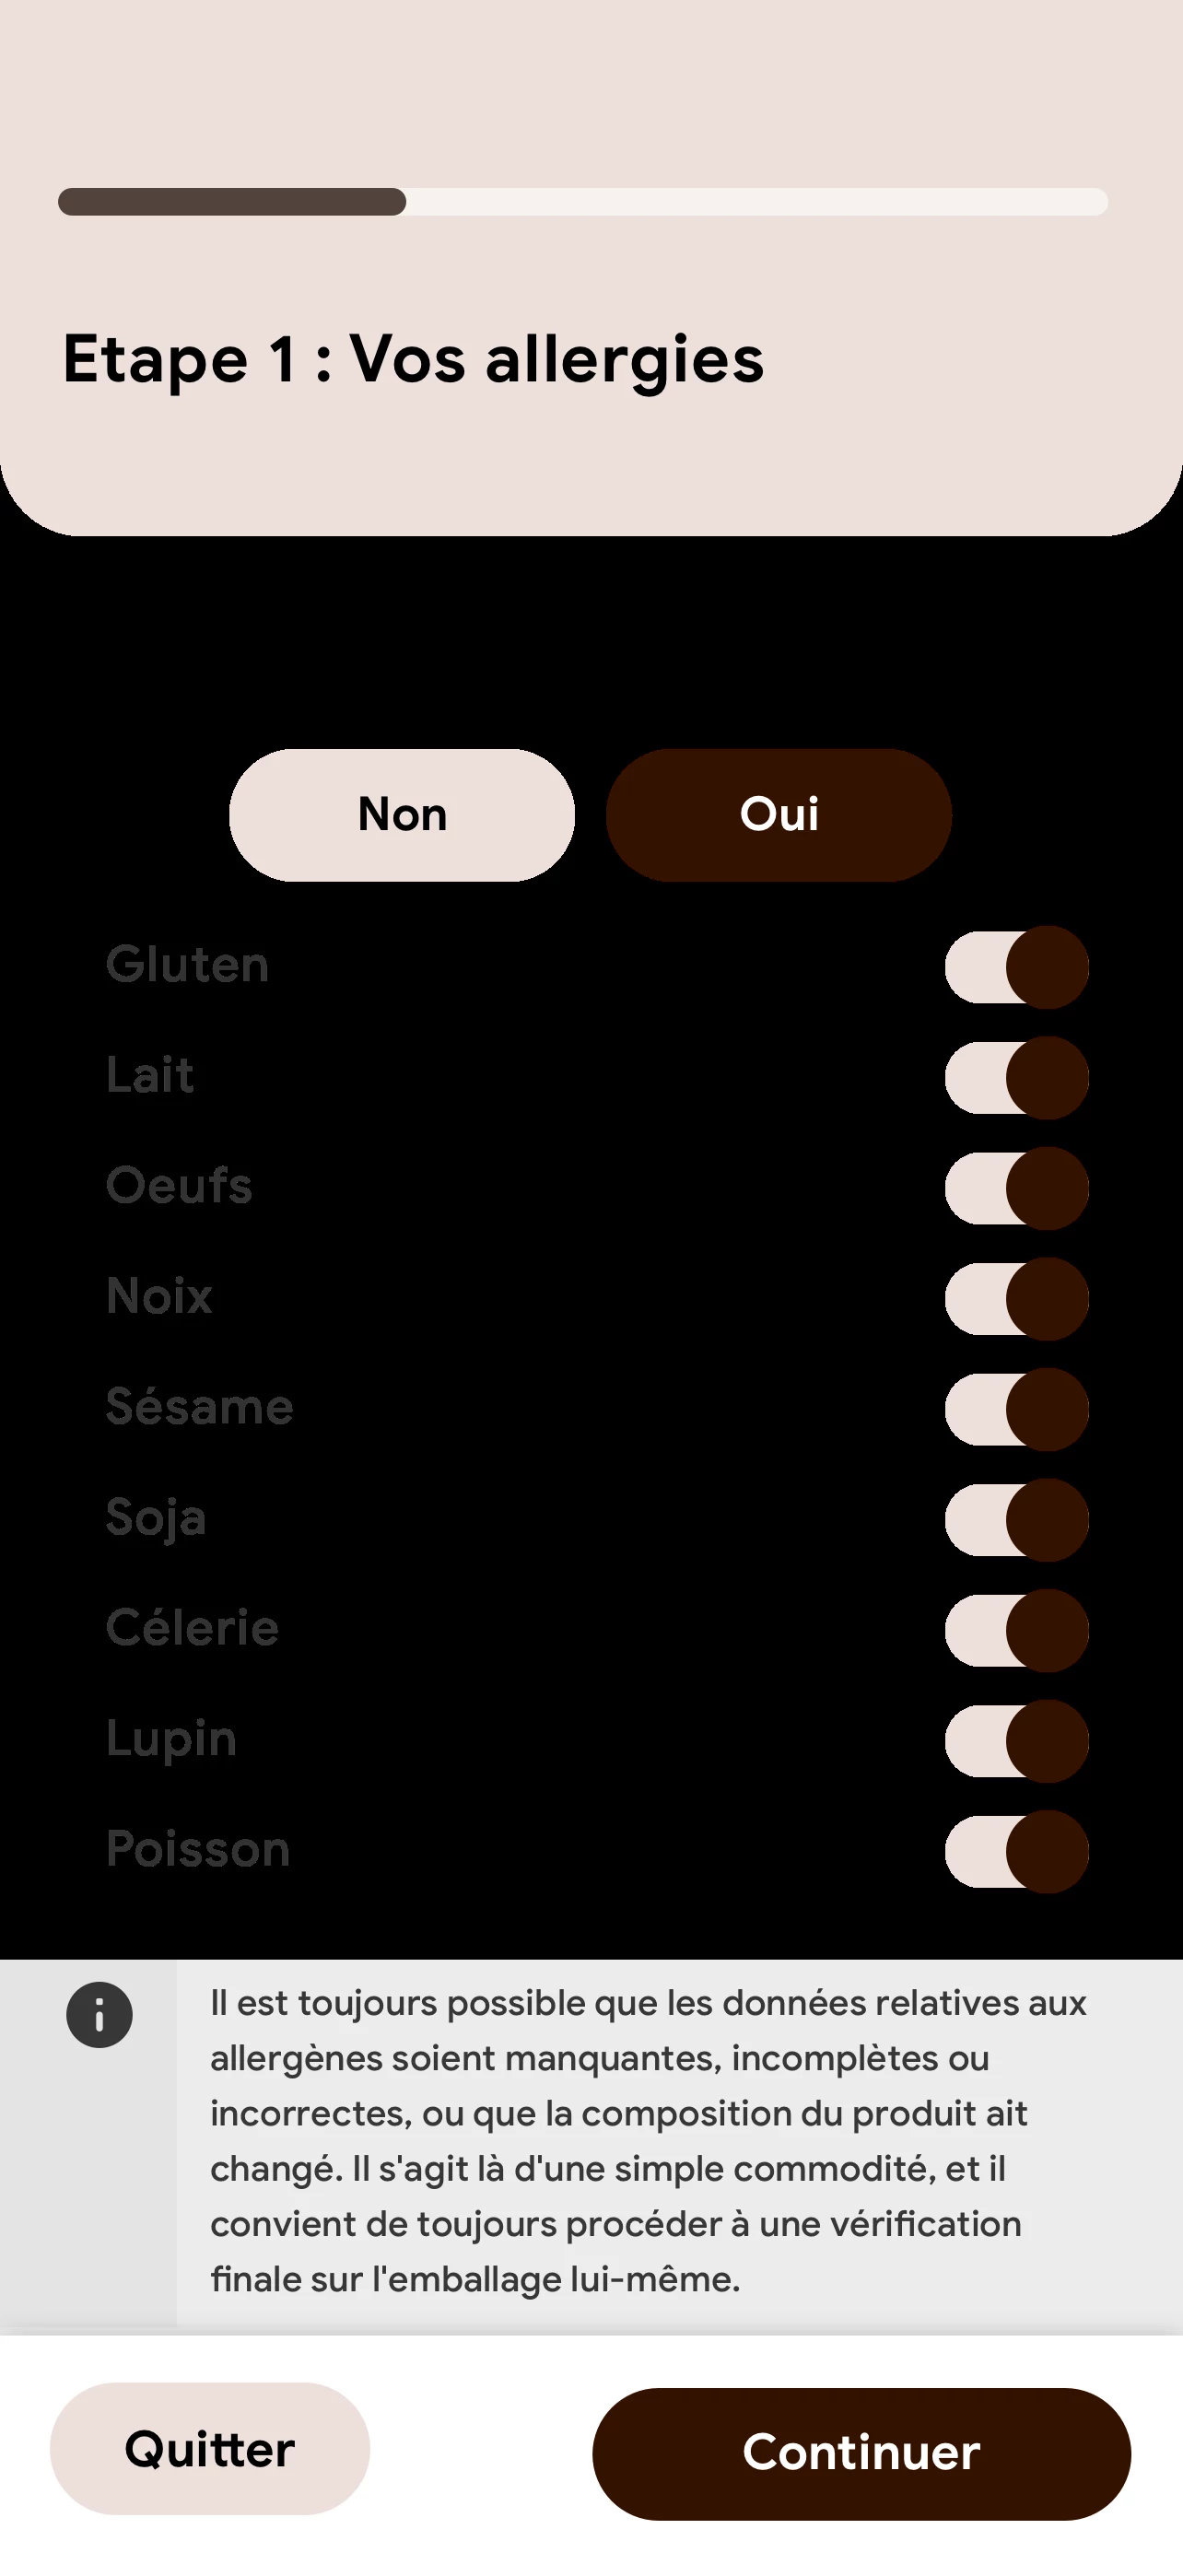 Etape 1 : Vos allergies
Non
Oui
Gluten
Lait
Oeufs
Noix
Sésame
Soja
Célerie
Lupin
Poisson
Il est toujours possible que les données relatives aux
allergènes soient manquantes, incomplètes ou
incorrectes, ou que la composition du produit ait
changé. Il s'agit là d'une simple commodité, et il
convient de toujours procéder à une vérification
finale sur l'emballage lui-même.
Quitter
Continuer